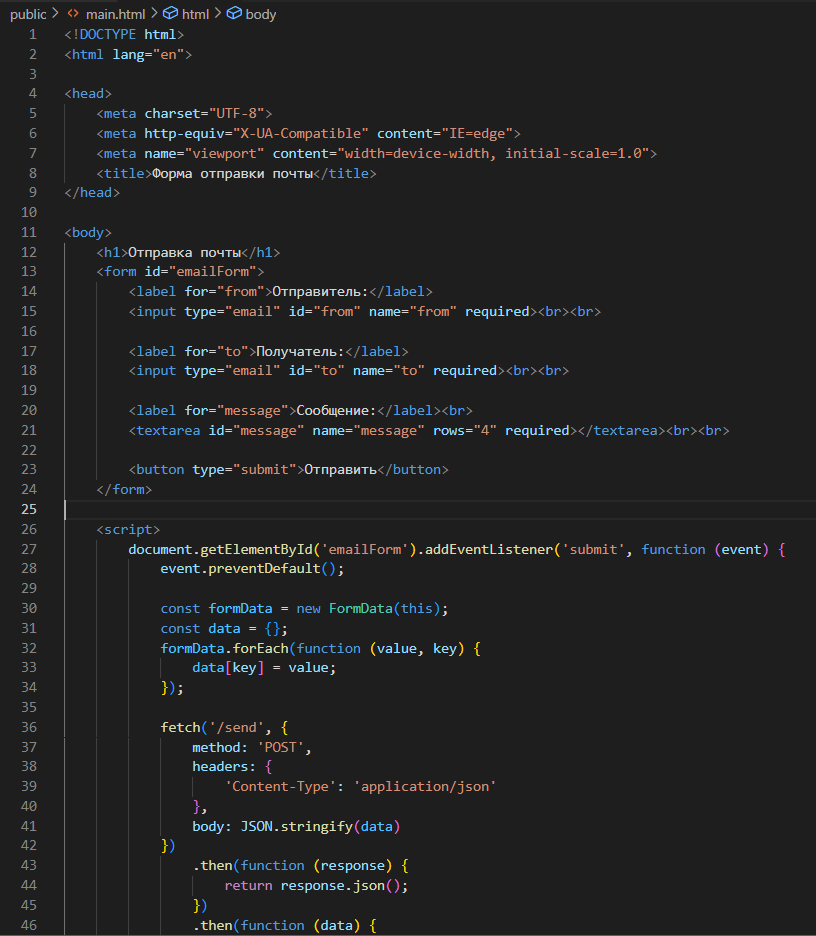 public > <> main.html > html > body
1 <!DOCTYPE html>
2 <html lang="en">
3
4 <head>
5     <meta charset="UTF-8">
6     <meta http-equiv="X-UA-Compatible" content="IE=edge">
7     <meta name="viewport" content="width=device-width, initial-scale=1.0">
8     <title>Форма отправки почты</title>
9 </head>
10
11 <body>
12     <h1>Отправка почты</h1>
13     <form id="emailForm">
14         <label for="from">Отправитель:</label>
15         <input type="email" id="from" name="from" required><br><br>
16
17         <label for="to">Получатель:</label>
18         <input type="email" id="to" name="to" required><br><br>
19
20         <label for="message">Сообщение:</label><br>
21         <textarea id="message" name="message" rows="4" required></textarea><br><br>
22
23         <button type="submit">Отправить</button>
24     </form>
25
26     <script>
27         document.getElementById('emailForm').addEventListener('submit', function (event) {
28             event.preventDefault();
29
30             const formData = new FormData(this);
31             const data = {};
32             formData.forEach(function (value, key) {
33                 data[key] = value;
34             });
35
36             fetch('/send', {
37                 method: 'POST',
38                 headers: {
39                     'Content-Type': 'application/json'
40                 },
41                 body: JSON.stringify(data)
42             })
43                 .then(function (response) {
44                     return response.json();
45                 })
46                 .then(function (data) {